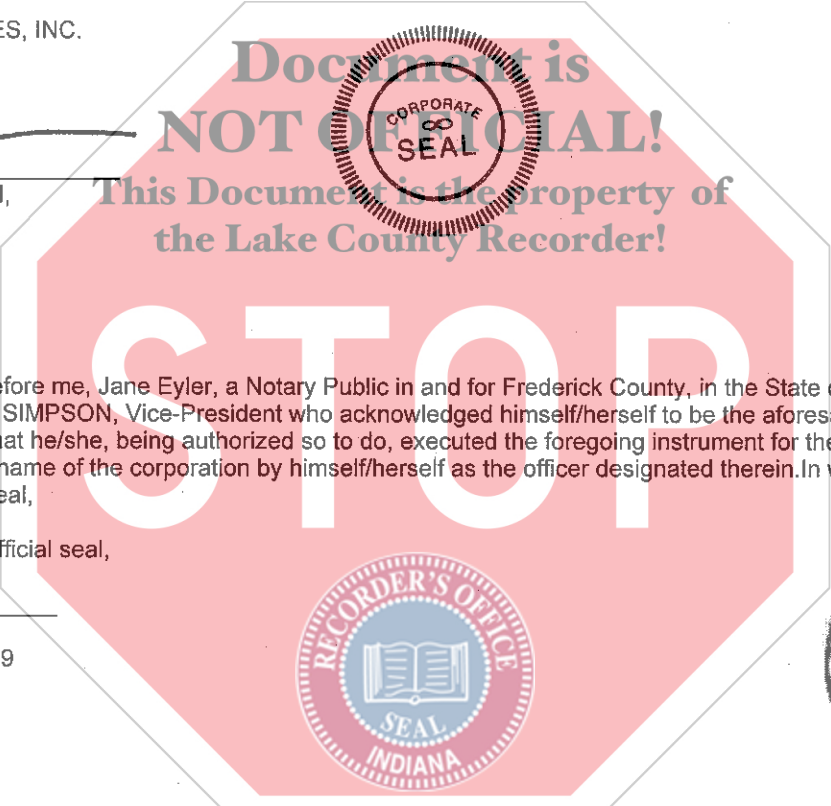 ES, INC.
Document is
NOT OFFICIAL!
CORPORATE
SEAL
This Document is the property of
the Lake County Recorder!
STOP
efore me, Jane Eyler, a Notary Public in and for Frederick County, in the State
SIMPSON, Vice-President who acknowledged himself/herself to be the afores
at he/she, being authorized so to do, executed the foregoing instrument for the
name of the corporation by himself/herself as the officer designated therein.In
eal,
fficial seal,
9
RECORDER'S OFFICE
SEAL
INDIANA